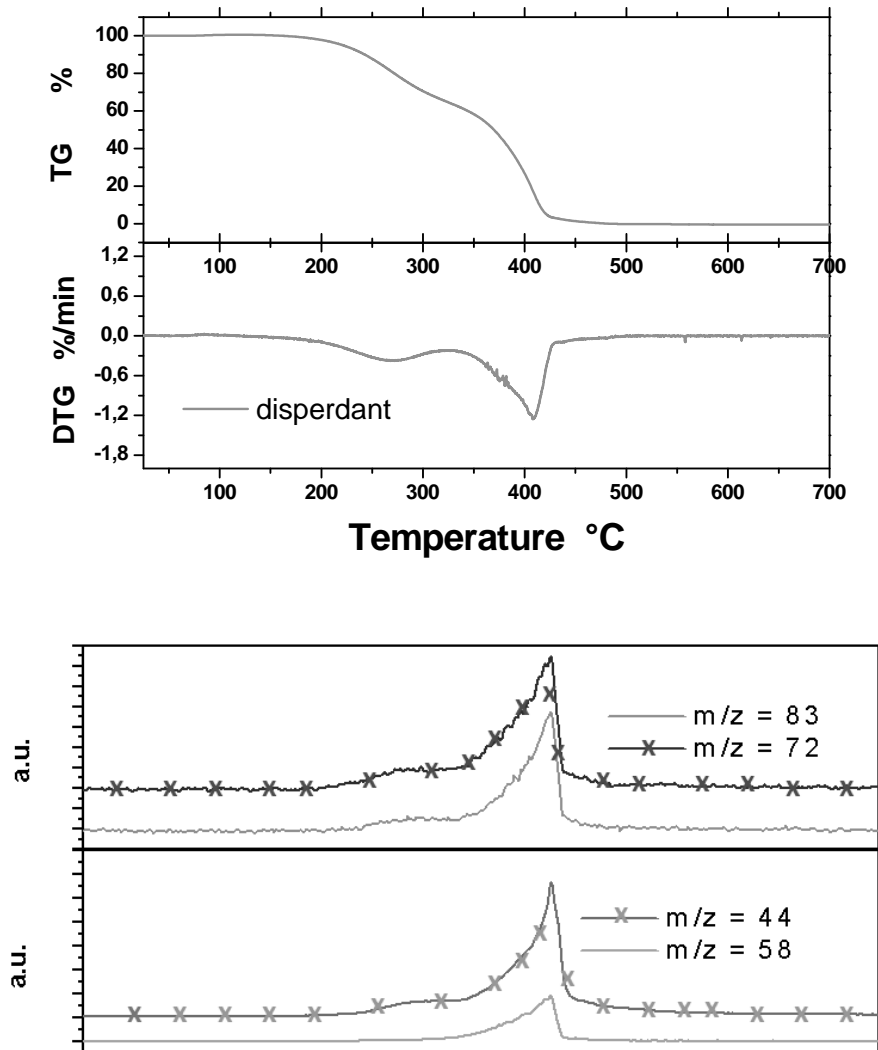 TG %
100
80
60
40
20
0
100 200 300 400 500 600 700
DTG %/min
1,2
0,6
0,0
-0,6
-1,2
-1,8
disperdant
100 200 300 400 500 600 700
Temperature °C
a.u.
m/z = 83
m/z = 72
a.u.
m/z = 44
m/z = 58